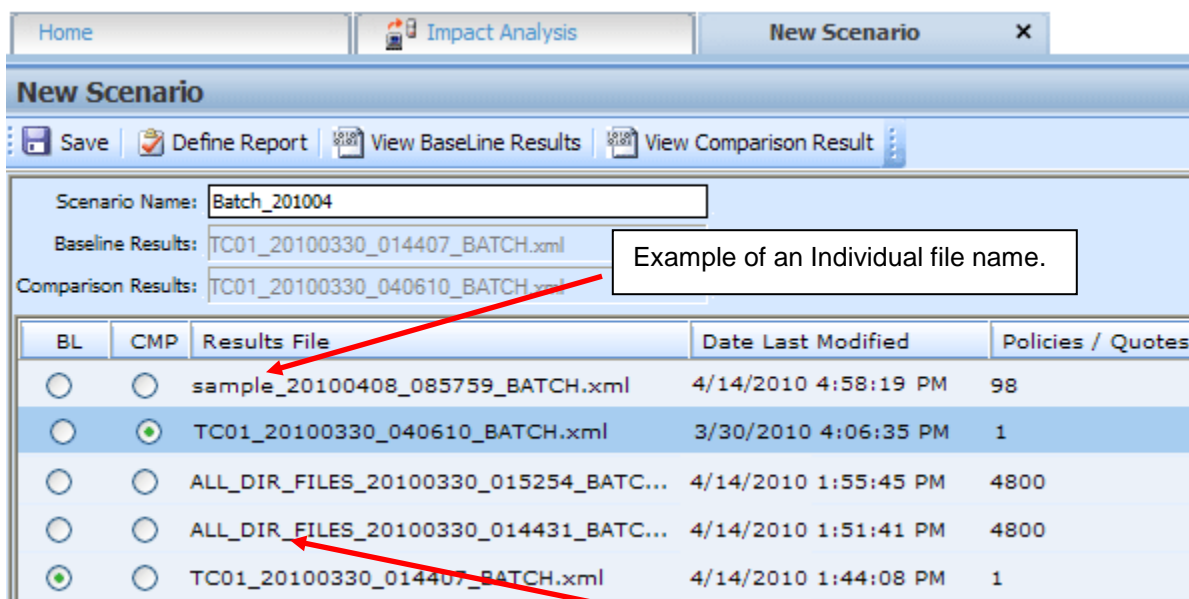 Home Impact Analysis New Scenario ×
New Scenario
Save Define Report View BaseLine Results View Comparison Result
Scenario Name: Batch_201004
Baseline Results: TC01_20100330_014407_BATCH.xml
Example of an Individual file name.
Comparison Results: TC01_20100330_040610_BATCH.xml
BL CMP Results File Date Last Modified Policies / Quotes
sample_20100408_085759_BATCH.xml 4/14/2010 4:58:19 PM 98
TC01_20100330_040610_BATCH.xml 3/30/2010 4:06:35 PM 1
ALL_DIR_FILES_20100330_015254_BATC... 4/14/2010 1:55:45 PM 4800
ALL_DIR_FILES_20100330_014431_BATC... 4/14/2010 1:51:41 PM 4800
TC01_20100330_014407_BATCH.xml 4/14/2010 1:44:08 PM 1